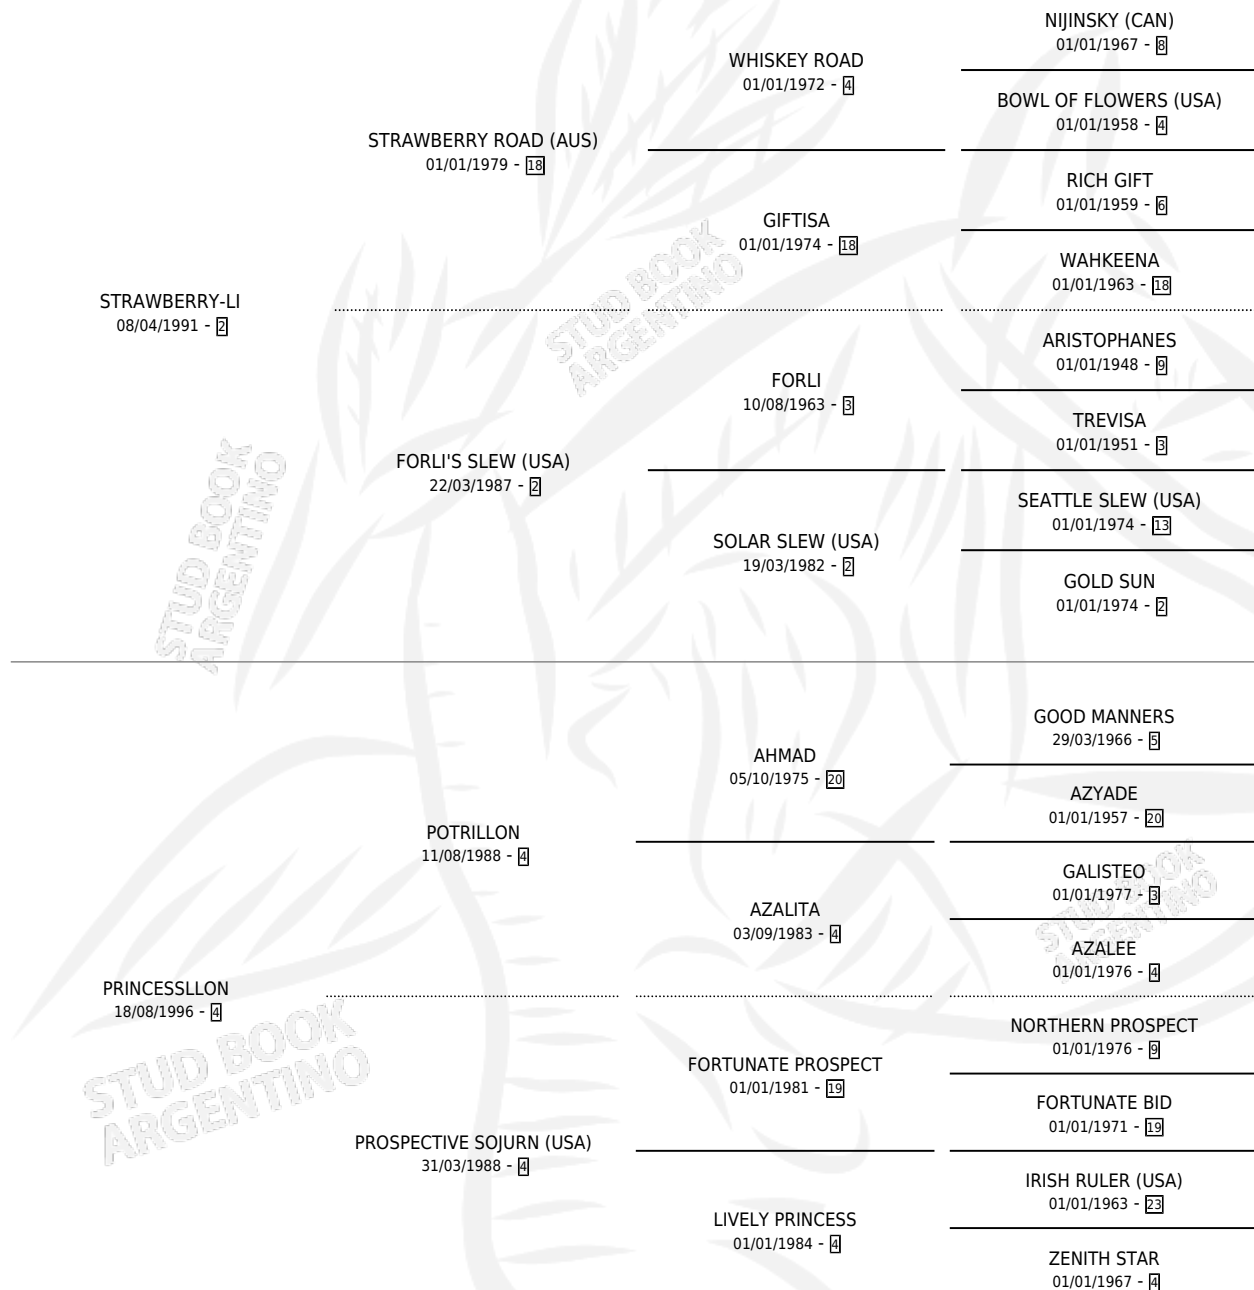 NIJINSKY (CAN)
01/01/1967 - 8
WHISKEY ROAD
01/01/1972 - 4
BOWL OF FLOWERS (USA)
01/01/1958 - 4
STRAWBERRY ROAD (AUS)
01/01/1979 - 18
RICH GIFT
01/01/1959 - 6
GIFTISA
01/01/1974 - 18
WAHKEENA
01/01/1963 - 18
STRAWBERRY-LI
08/04/1991 - 2
ARISTOPHANES
01/01/1948 - 9
FORLI
10/08/1963 - 3
TREVISA
01/01/1951 - 3
FORLI'S SLEW (USA)
22/03/1987 - 2
SEATTLE SLEW (USA)
01/01/1974 - 13
SOLAR SLEW (USA)
19/03/1982 - 2
GOLD SUN
01/01/1974 - 2
STUD BOOK
ARGENTINO
STUD BOOK
ARGENTINO
GOOD MANNERS
29/03/1966 - 5
AHMAD
05/10/1975 - 20
AZYADE
01/01/1957 - 20
POTRILLON
11/08/1988 - 4
GALISTEO
01/01/1977 - 3
AZALITA
03/09/1983 - 4
AZALEE
01/01/1976 - 4
PRINCESSLLON
18/08/1996 - 4
NORTHERN PROSPECT
01/01/1976 - 9
FORTUNATE PROSPECT
01/01/1981 - 19
FORTUNATE BID
01/01/1971 - 19
PROSPECTIVE SOJURN (USA)
31/03/1988 - 4
IRISH RULER (USA)
01/01/1963 - 23
LIVELY PRINCESS
01/01/1984 - 4
ZENITH STAR
01/01/1967 - 4
STUD BOOK
ARGENTINO
STUD BOOK
ARGENTINO